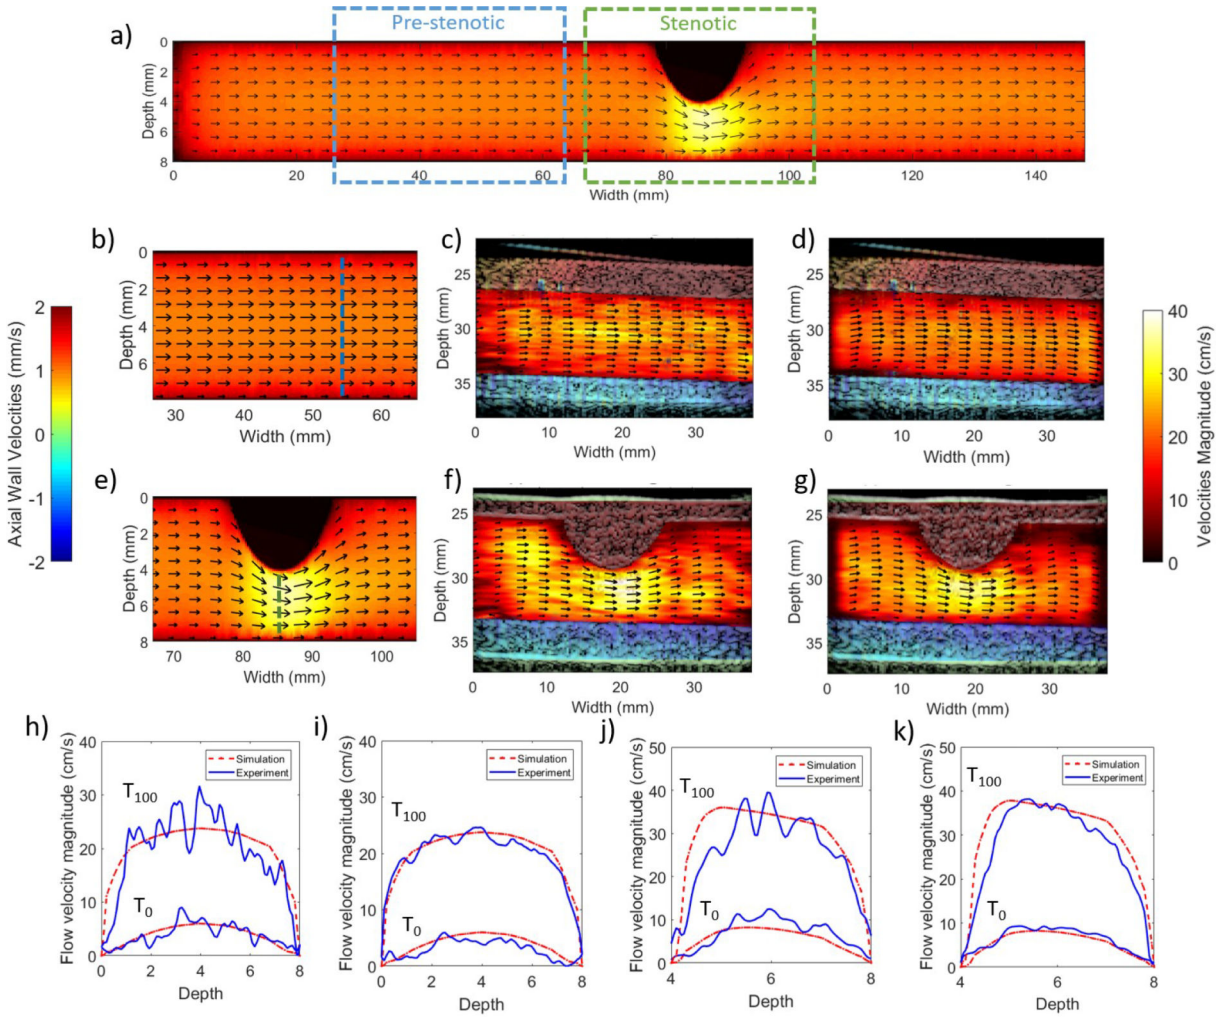 Pre-stenotic
Stenotic
a)
0
2
4
6
8
Depth (mm)
0
20
40
60
80
100
120
140
Width (mm)
b)
0
2
4
6
Depth (mm)
30
40
50
60
Width (mm)
c)
25
30
35
Depth (mm)
0
10
20
30
Width (mm)
d)
25
30
35
Depth (mm)
0
10
20
30
Width (mm)
2
1
0
-1
-2
Axial Wall Velocities (mm/s)
40
30
20
10
0
Velocities Magnitude (cm/s)
e)
0
2
4
6
8
Depth (mm)
70
80
90
100
Width (mm)
f)
25
30
35
Depth (mm)
0
10
20
30
Width (mm)
g)
25
30
35
Depth (mm)
0
10
20
30
Width (mm)
h)
40
30
20
10
0
Flow velocity magnitude (cm/s)
Simulation
Experiment
T100
T0
0
2
4
6
8
Depth
i)
40
30
20
10
0
Flow velocity magnitude (cm/s)
Simulation
Experiment
T100
T0
0
2
4
6
8
Depth
j)
50
40
30
20
10
0
Flow velocity magnitude (cm/s)
Simulation
Experiment
T100
T0
4
6
8
Depth
k)
50
40
30
20
10
0
Flow velocity magnitude (cm/s)
Simulation
Experiment
T100
T0
4
6
8
Depth